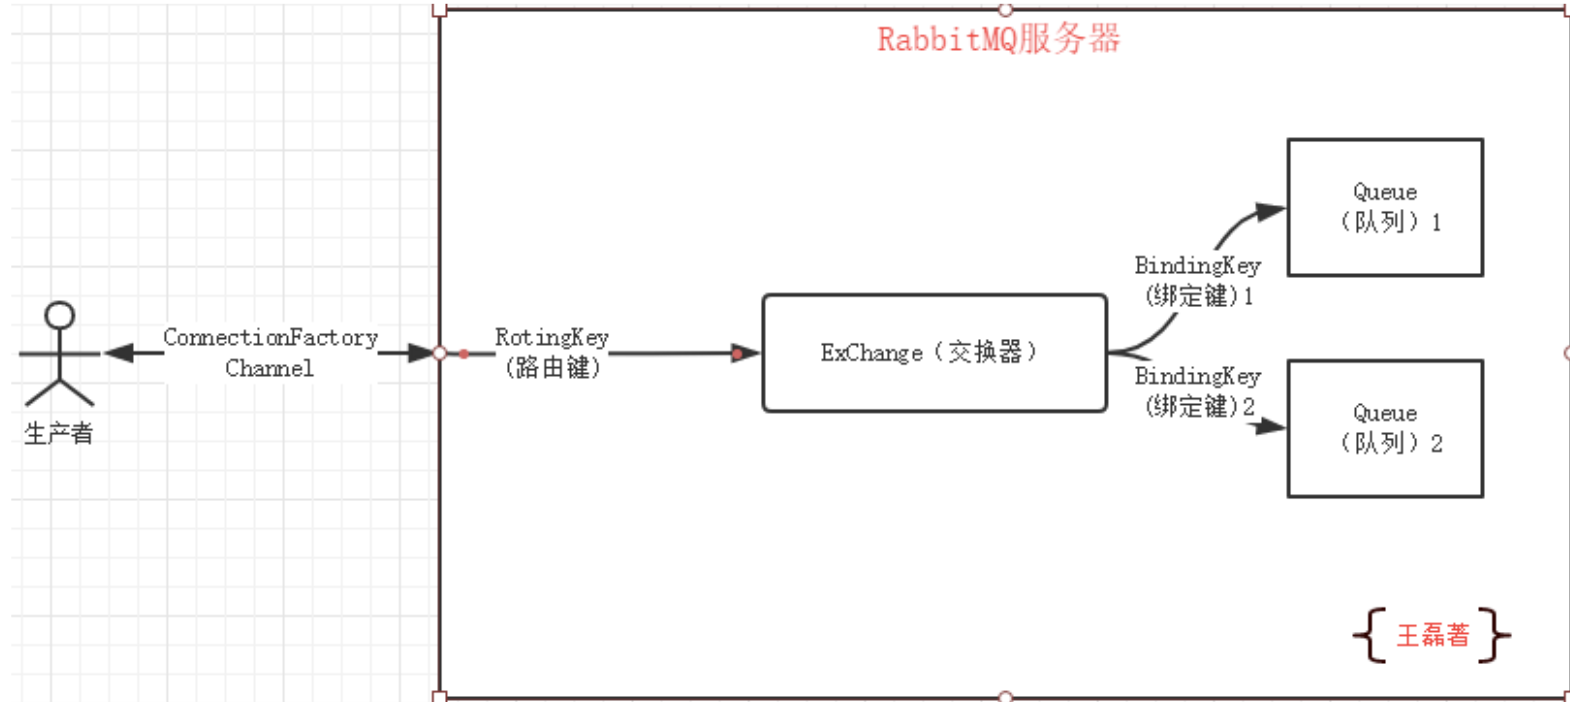 RabbitMQ服务器
Queue
（队列）1
BindingKey
(绑定键)1
ConnectionFactory
Channel
RotingKey
(路由键)
ExChange（交换器）
BindingKey
(绑定键)2
Queue
（队列）2
生产者
王磊著